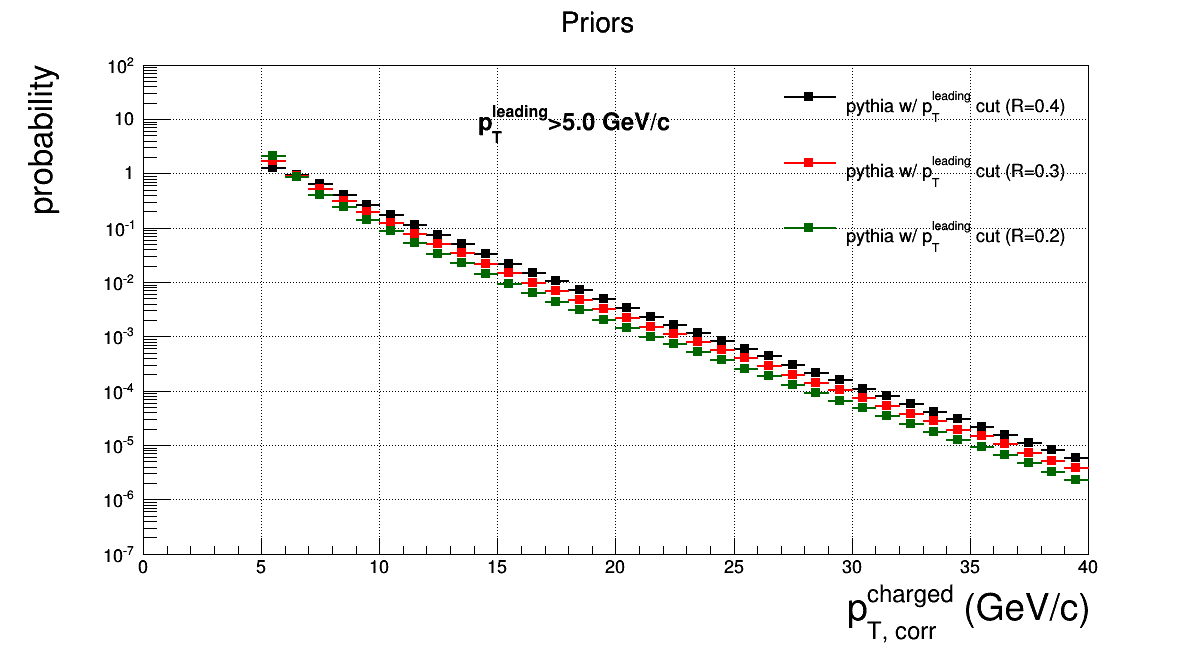 Priors
probability
10²
10
1
10⁻¹
10⁻²
10⁻³
10⁻⁴
10⁻⁵
10⁻⁶
10⁻⁷
p_T^leading>5.0 GeV/c
pythia w/ p_T^leading cut (R=0.4)
pythia w/ p_T^leading cut (R=0.3)
pythia w/ p_T^leading cut (R=0.2)
0 5 10 15 20 25 30 35 40
p_T, corr^charged (GeV/c)